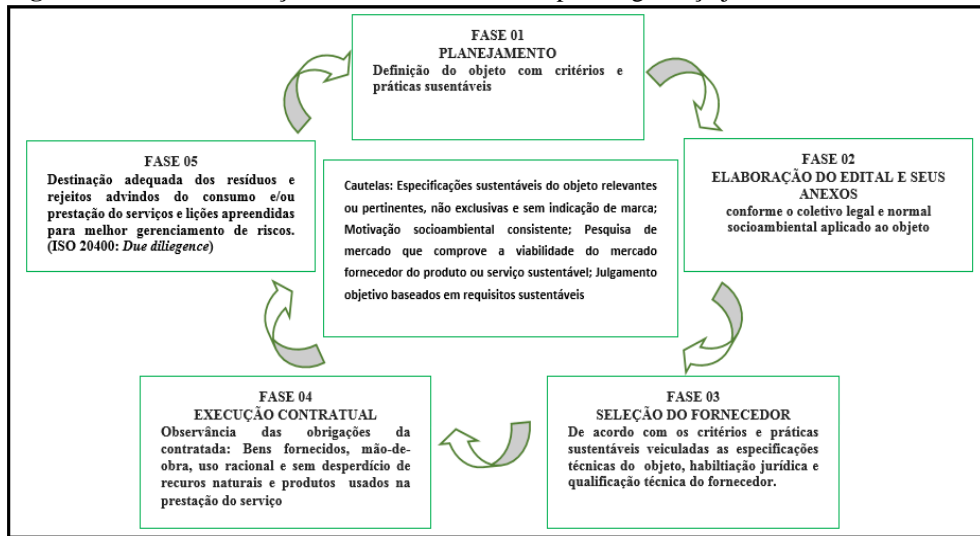 FASE 01
PLANEJAMENTO
Definição do objeto com critérios e
práticas susentáveis
FASE 02
ELABORAÇÃO DO EDITAL E SEUS
ANEXOS
conforme o coletivo legal e normal
socioambiental aplicado ao objeto
FASE 03
SELEÇÃO DO FORNECEDOR
De acordo com os critérios e práticas
sustentáveis veiculadas as especificações
técnicas do objeto, habiltiação jurídica e
qualificação técnica do fornecedor.
FASE 04
EXECUÇÃO CONTRATUAL
Observância das obrigações da
contratada: Bens fornecidos, mão-de-
obra, uso racional e sem desperdício de
recuros naturais e produtos usados na
prestação do serviço
FASE 05
Destinação adequada dos resíduos e
rejeitos advindos do consumo e/ou
prestação do serviços e lições apreendidas
para melhor gerenciamento de riscos.
(ISO 20400: Due diliegence)
Cautelas: Especificações sustentáveis do objeto relevantes
ou pertinentes, não exclusivas e sem indicação de marca;
Motivação socioambiental consistente; Pesquisa de
mercado que comprove a viabilidade do mercado
fornecedor do produto ou serviço sustentável; Julgamento
objetivo baseados em requisitos sustentáveis